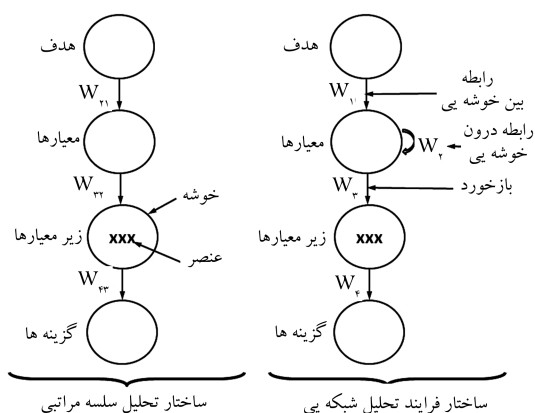 هدف
W۲۱
معیارها
W۳۲
خوشه
زیر معیارها
xxx
عنصر
W۴۳
گزینه ها
ساختار تحلیل سلسه مراتبی
هدف
رابطه
بین خوشه یی
W۱
معیارها
رابطه درون
خوشه یی
W۲
W۳
بازخورد
زیر معیارها
xxx
W۴
گزینه ها
ساختار فرایند تحلیل شبکه یی